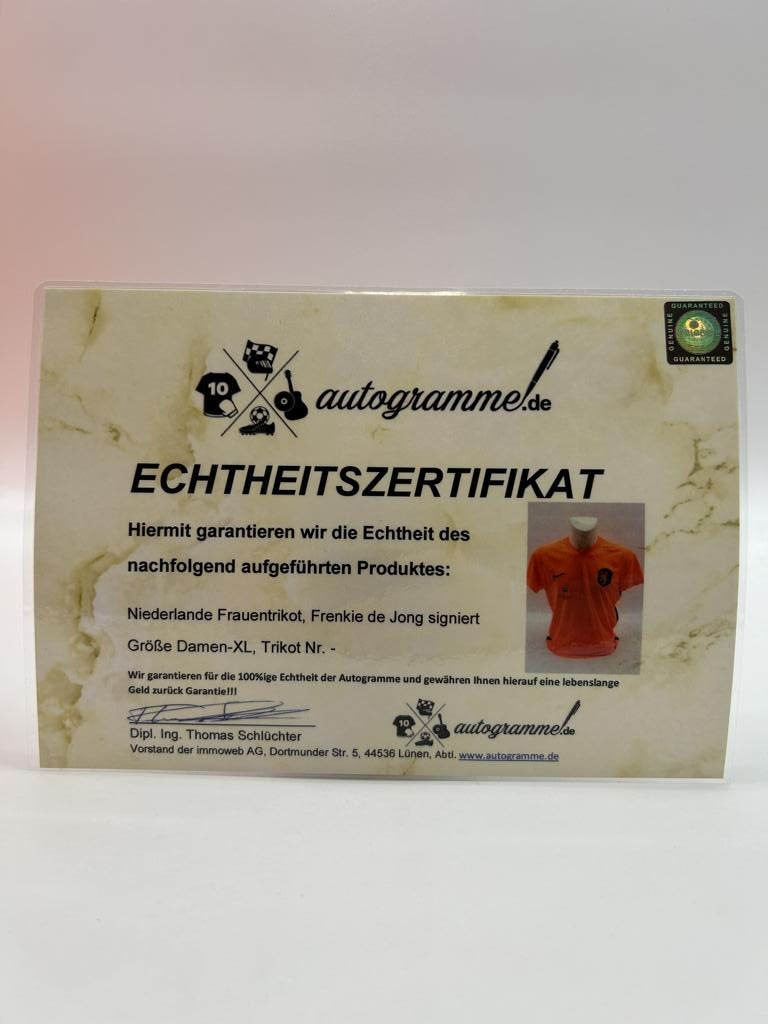 GUARANTEED
GENUINE
GENUINE
GUARANTEED
10
autogramme.de
ECHTHEITSZERTIFIKAT
Hiermit garantieren wir die Echtheit des
nachfolgend aufgeführten Produktes:
Niederlande Frauentrikot, Frenkie de Jong signiert
Größe Damen-XL, Trikot Nr. -
Wir garantieren für die 100%ige Echtheit der Autogramme und gewähren Ihnen hierauf eine lebenslange
Geld zurück Garantie!!!
10
autogramme.de
Dipl. Ing. Thomas Schlüchter
Vorstand der immoweb AG, Dortmunder Str. 5, 44536 Lünen, Abtl. www.autogramme.de